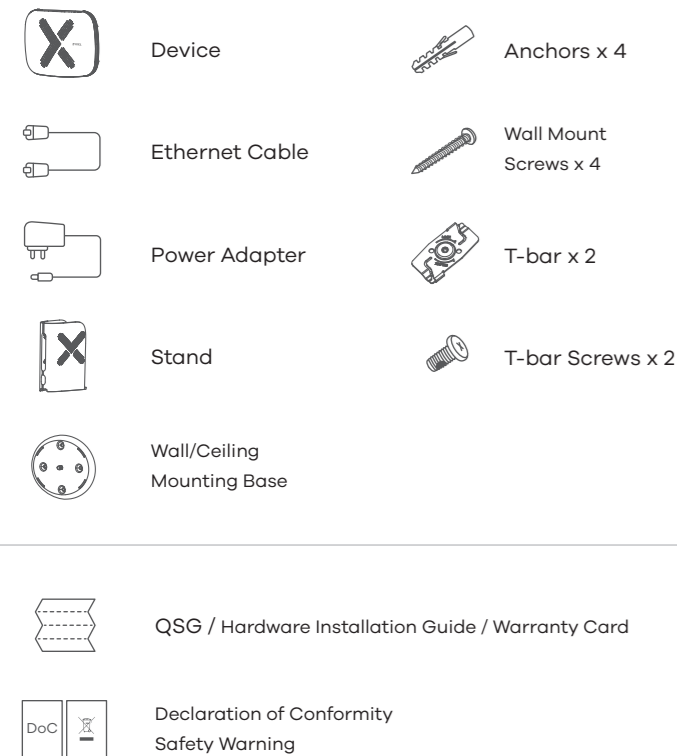 Device
Anchors x 4
Ethernet Cable
Wall Mount
Screws x 4
Power Adapter
T-bar x 2
Stand
T-bar Screws x 2
Wall/Ceiling
Mounting Base
QSG / Hardware Installation Guide / Warranty Card
DoC
Declaration of Conformity
Safety Warning